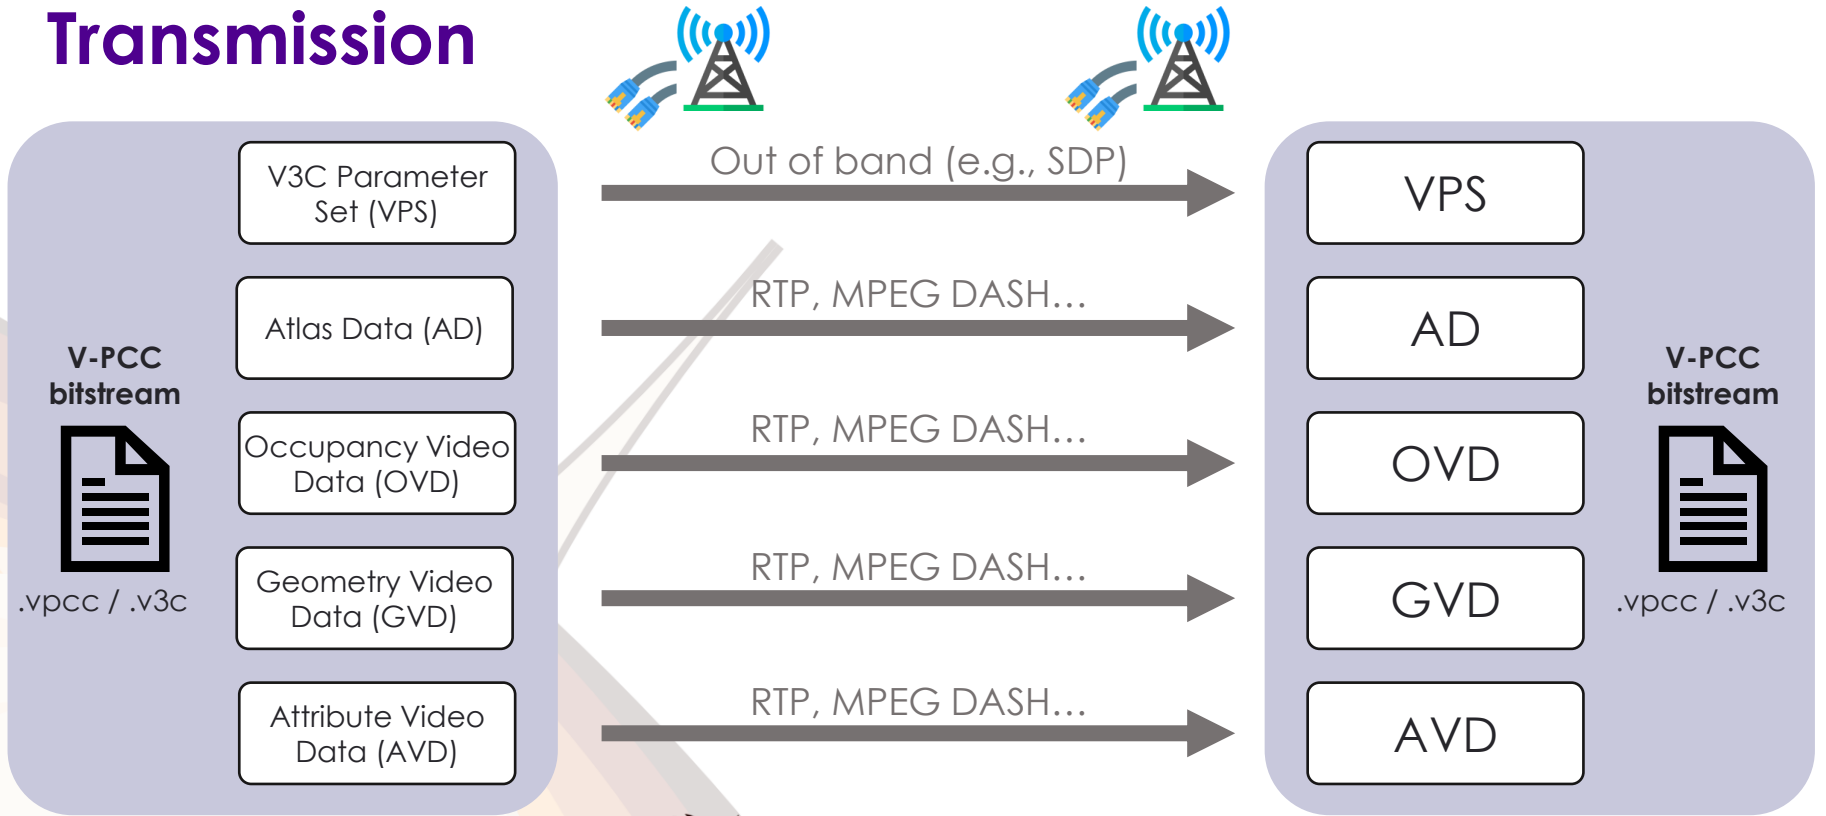 Transmission
V-PCC
bitstream
.vpcc / .v3c
V3C Parameter
Set (VPS)
Out of band (e.g., SDP)
VPS
Atlas Data (AD)
RTP, MPEG DASH...
AD
Occupancy Video
Data (OVD)
RTP, MPEG DASH...
OVD
Geometry Video
Data (GVD)
RTP, MPEG DASH...
GVD
Attribute Video
Data (AVD)
RTP, MPEG DASH...
AVD
V-PCC
bitstream
.vpcc / .v3c